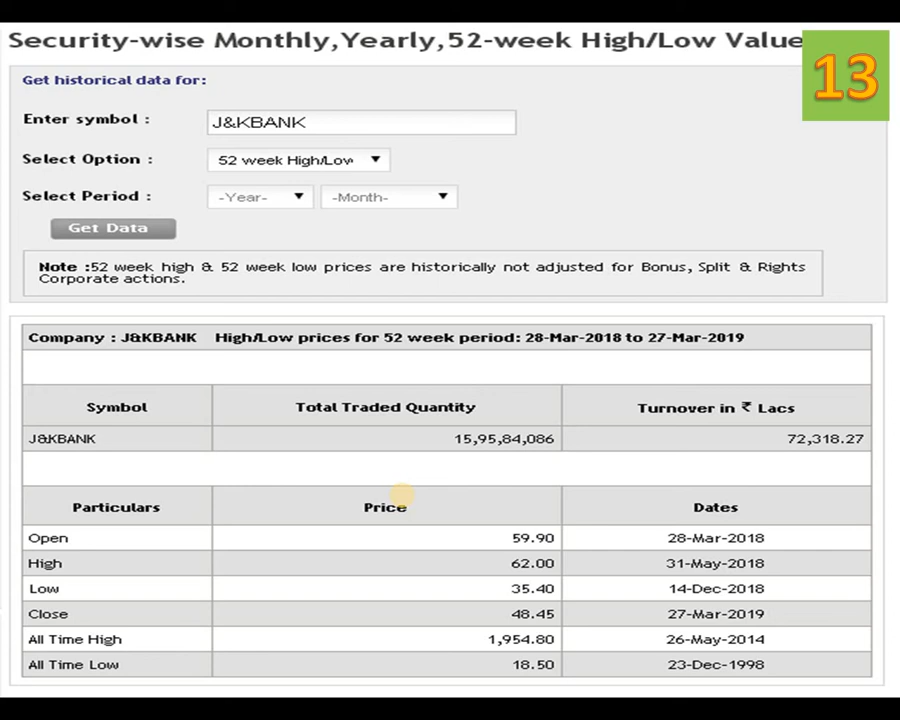 Security-wise Monthly,Yearly,52-week High/Low Value
13
Get historical data for:
Enter symbol : J&KBANK
Select Option : 52 week High/Low
Select Period : -Year- -Month-
Get Data
Note :52 week high & 52 week low prices are historically not adjusted for Bonus, Split & Rights
Corporate actions.
Company : J&KBANK High/Low prices for 52 week period: 28-Mar-2018 to 27-Mar-2019
Symbol Total Traded Quantity Turnover in ₹ Lacs
J&KBANK 15,95,84,086 72,318.27
Particulars Price Dates
Open 59.90 28-Mar-2018
High 62.00 31-May-2018
Low 35.40 14-Dec-2018
Close 48.45 27-Mar-2019
All Time High 1,954.80 26-May-2014
All Time Low 18.50 23-Dec-1998